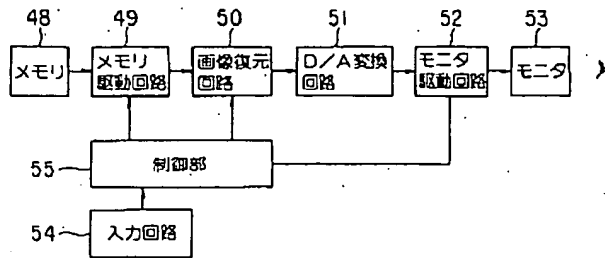 48 49 50 51 52 53
メモリ メモリ 画像復元 D/A変換 モニタ モニタ
駆動回路 回路 回路 駆動回路
55 制御部
54 入力回路